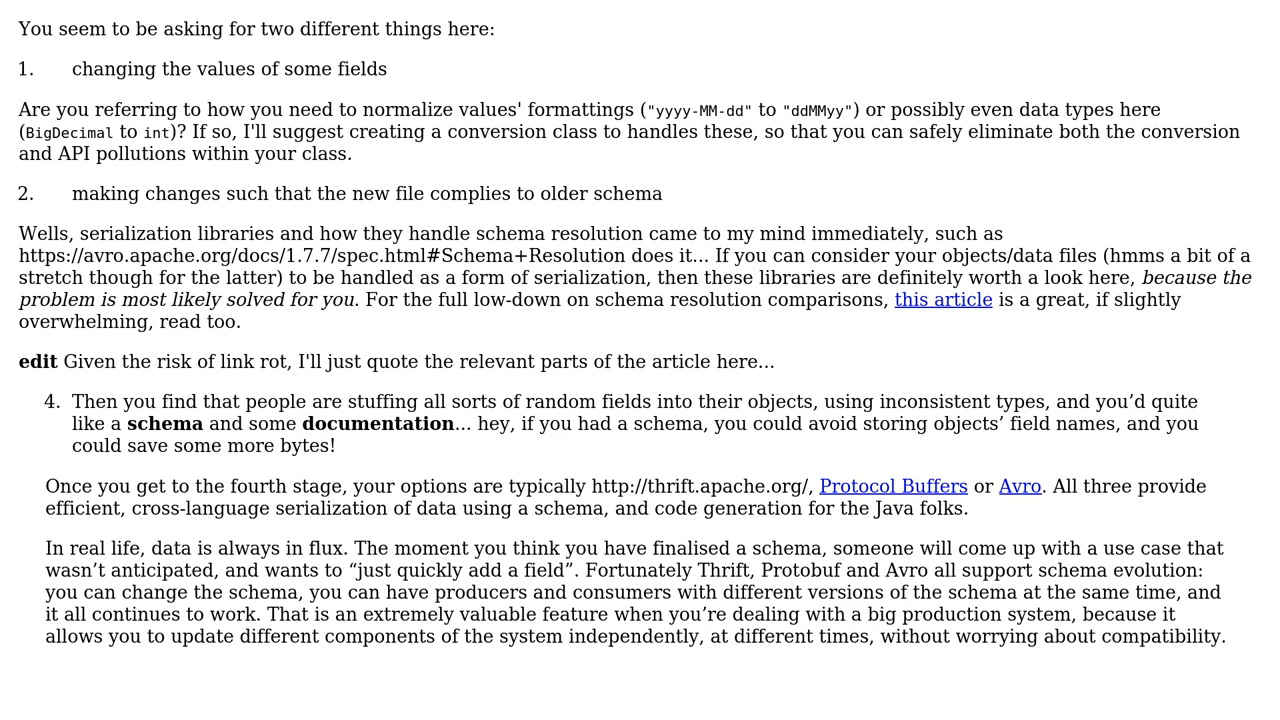 You seem to be asking for two different things here:
1. changing the values of some fields
Are you referring to how you need to normalize values' formattings ("yyyy-MM-dd" to "ddMMyy") or possibly even data types here
(BigDecimal to int)? If so, I'll suggest creating a conversion class to handles these, so that you can safely eliminate both the conversion
and API pollutions within your class.
2. making changes such that the new file complies to older schema
Wells, serialization libraries and how they handle schema resolution came to my mind immediately, such as
https://avro.apache.org/docs/1.7.7/spec.html#Schema+Resolution does it... If you can consider your objects/data files (hmms a bit of a
stretch though for the latter) to be handled as a form of serialization, then these libraries are definitely worth a look here, because the
problem is most likely solved for you. For the full low-down on schema resolution comparisons, this article is a great, if slightly
overwhelming, read too.
edit Given the risk of link rot, I'll just quote the relevant parts of the article here...
4. Then you find that people are stuffing all sorts of random fields into their objects, using inconsistent types, and you’d quite
like a schema and some documentation... hey, if you had a schema, you could avoid storing objects’ field names, and you
could save some more bytes!
Once you get to the fourth stage, your options are typically http://thrift.apache.org/, Protocol Buffers or Avro. All three provide
efficient, cross-language serialization of data using a schema, and code generation for the Java folks.
In real life, data is always in flux. The moment you think you have finalised a schema, someone will come up with a use case that
wasn’t anticipated, and wants to “just quickly add a field”. Fortunately Thrift, Protobuf and Avro all support schema evolution:
you can change the schema, you can have producers and consumers with different versions of the schema at the same time, and
it all continues to work. That is an extremely valuable feature when you’re dealing with a big production system, because it
allows you to update different components of the system independently, at different times, without worrying about compatibility.